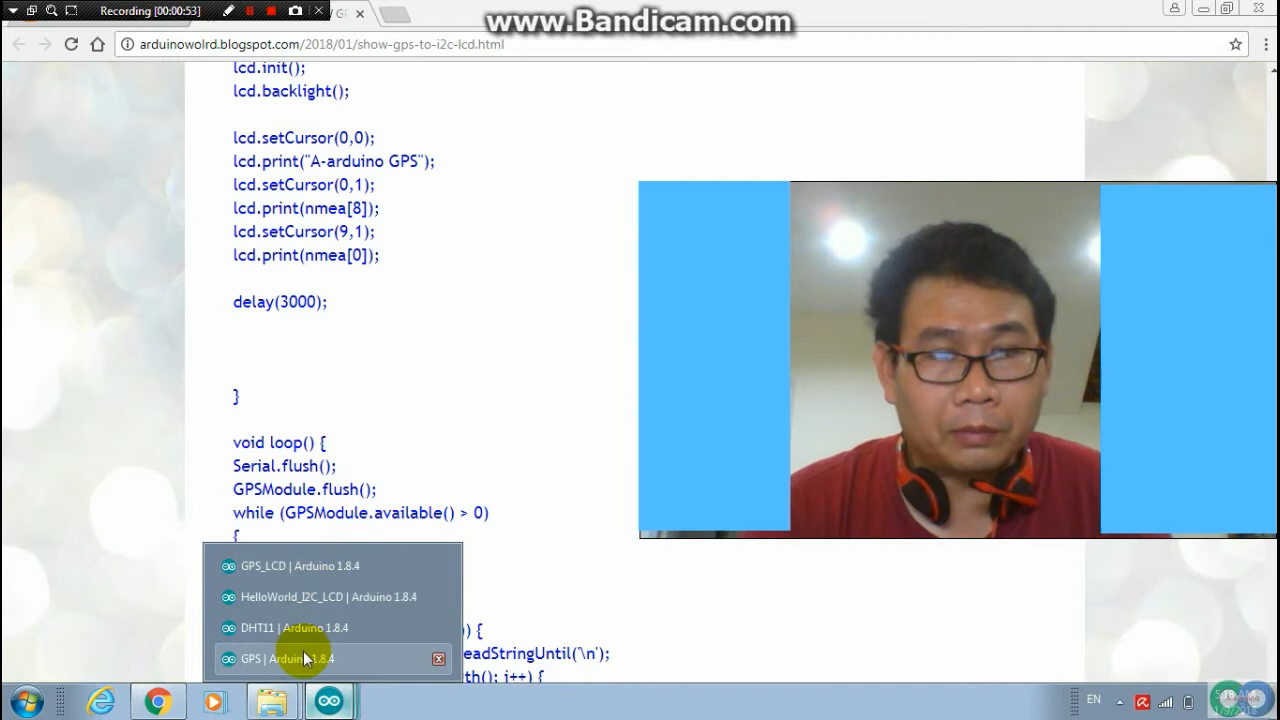 Recording [00:00:53]
www.Bandicam.com
arduinowolrd.blogspot.com/2018/01/show-gps-to-i2c-lcd.html
lcd.init();
lcd.backlight();
lcd.setCursor(0,0);
lcd.print("A-arduino GPS");
lcd.setCursor(0,1);
lcd.print(nmea[8]);
lcd.setCursor(9,1);
lcd.print(nmea[0]);
delay(3000);
}
void loop() {
Serial.flush();
GPSModule.flush();
while (GPSModule.available() > 0)
{
GPS_LCD | Arduino 1.8.4
HelloWorld_I2C_LCD | Arduino 1.8.4
DHT11 | Arduino 1.8.4
) {
GPS | Arduino 1.8.4
eadStringUntil('\n');
th(); i++) {
EN